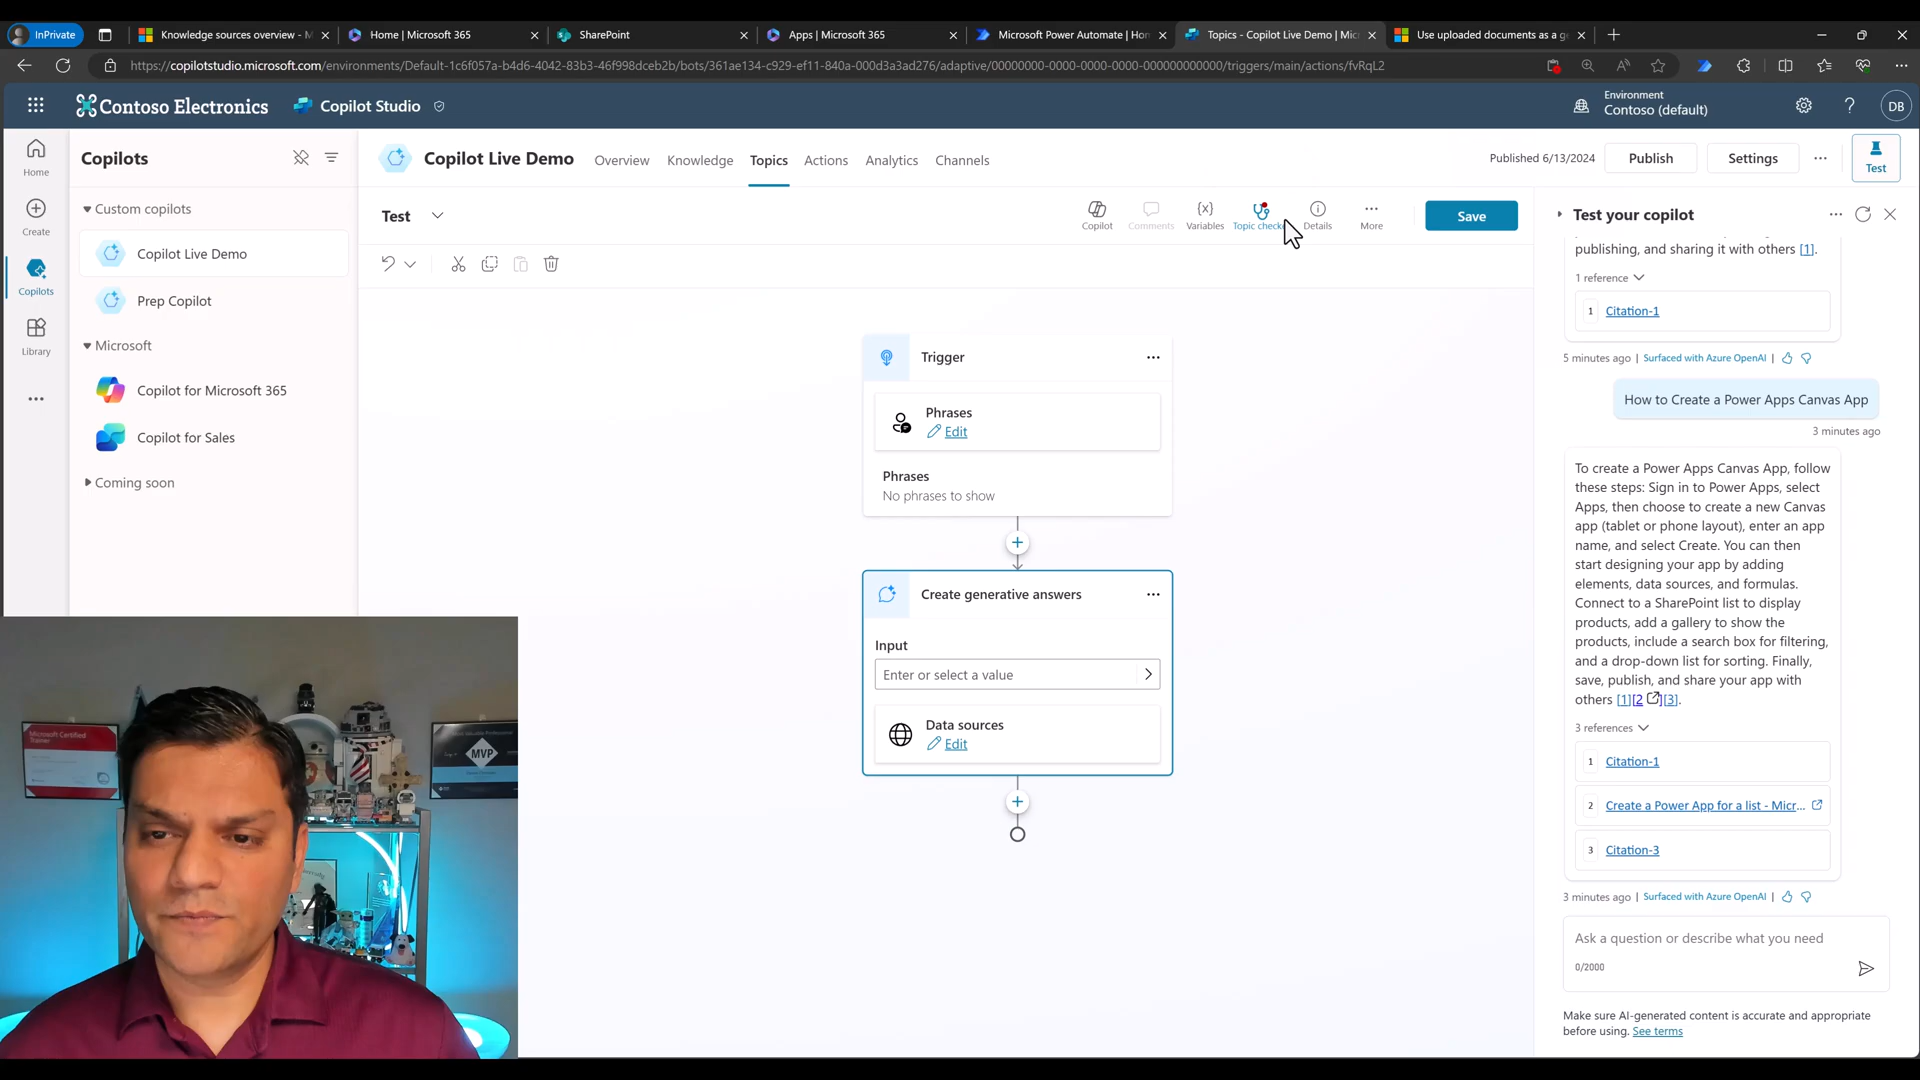 InPrivate
Knowledge sources overview - M
Home | Microsoft 365
SharePoint
Apps | Microsoft 365
Microsoft Power Automate | Hom
Topics - Copilot Live Demo | Micr
Use uploaded documents as a ge
https://copilotstudio.microsoft.com/environments/Default-1c6f057a-b4d6-4042-83b3-46f998dceb2b/bots/361ae134-c929-ef11-840a-000d3a3ad276/adaptive/00000000-0000-0000-0000-000000000000/triggers/main/actions/fvRqL2
Contoso Electronics
Copilot Studio
Environment
Contoso (default)
?
DB
Home
Create
Copilots
Library
Copilots
Custom copilots
Copilot Live Demo
Prep Copilot
Microsoft
Copilot for Microsoft 365
Copilot for Sales
Coming soon
Copilot Live Demo
Overview
Knowledge
Topics
Actions
Analytics
Channels
Published 6/13/2024
Publish
Settings
Test
Test
Copilot
Comments
{x}
Variables
Topic check
Details
More
Save
Trigger
Phrases
Edit
Phrases
No phrases to show
Create generative answers
Input
Enter or select a value
Data sources
Edit
Test your copilot
publishing, and sharing it with others [1].
1 reference
1 Citation-1
5 minutes ago | Surfaced with Azure OpenAI |
How to Create a Power Apps Canvas App
3 minutes ago
To create a Power Apps Canvas App, follow
these steps: Sign in to Power Apps, select
Apps, then choose to create a new Canvas
app (tablet or phone layout), enter an app
name, and select Create. You can then
start designing your app by adding
elements, data sources, and formulas.
Connect to a SharePoint list to display
products, add a gallery to show the
products, include a search box for filtering,
and a drop-down list for sorting. Finally,
save, publish, and share your app with
others [1][2][3].
3 references
1 Citation-1
2 Create a Power App for a list - Micr...
3 Citation-3
3 minutes ago | Surfaced with Azure OpenAI |
Ask a question or describe what you need
0/2000
Make sure AI-generated content is accurate and appropriate
before using. See terms
Microsoft Certified
Trainer
MVP